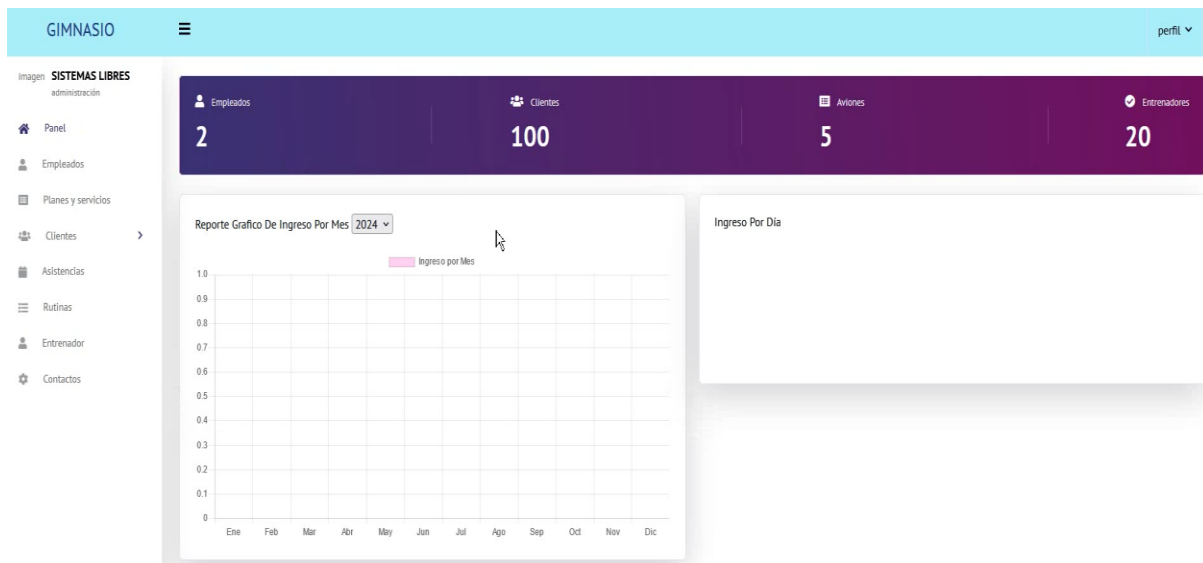 GIMNASIO
perfil
imagen SISTEMAS LIBRES
administración
Panel
Empleados
Planes y servicios
Clientes
Asistencias
Rutinas
Entrenador
Contactos
Empleados
2
Clientes
100
Aviones
5
Entrenadores
20
Reporte Grafico De Ingreso Por Mes 2024
Ingreso por Mes
1.0
0.9
0.8
0.7
0.6
0.5
0.4
0.3
0.2
0.1
0
Ene Feb Mar Abr May Jun Jul Ago Sep Oct Nov Dic
Ingreso Por Día